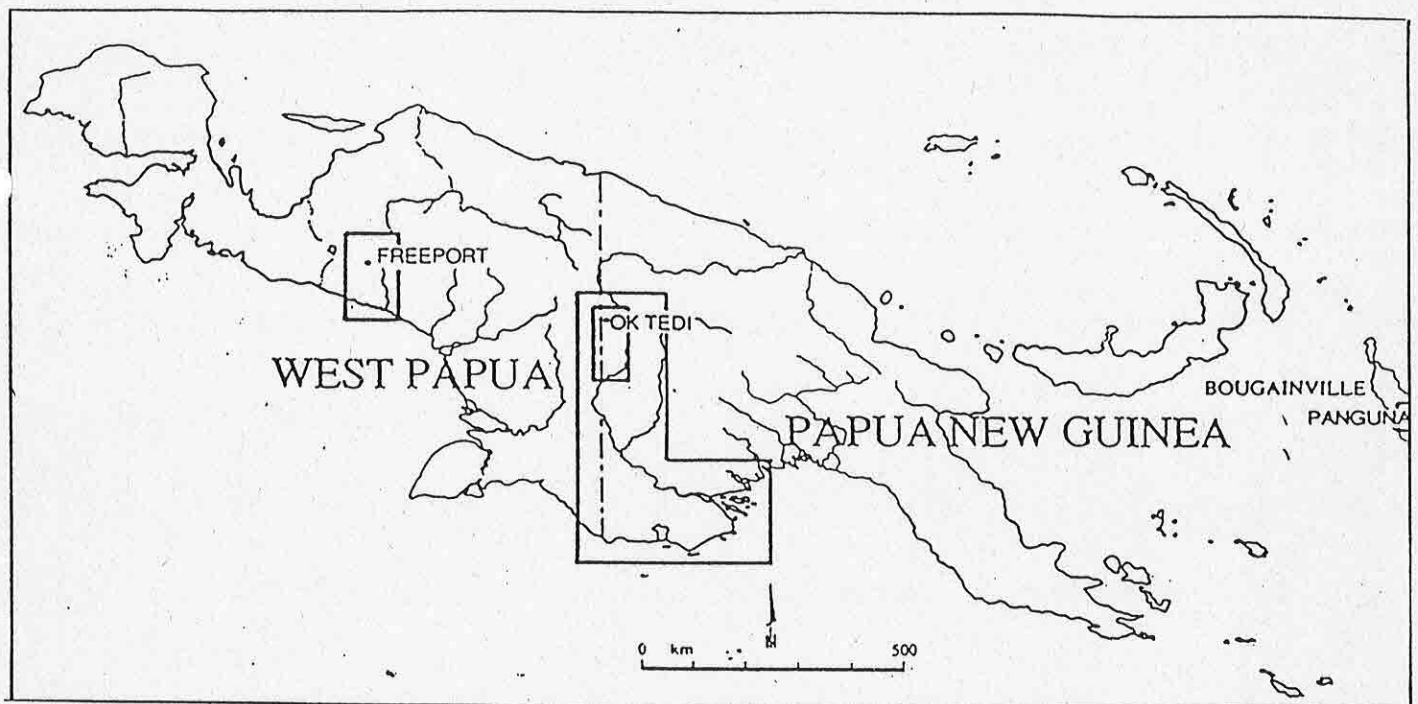 FREEPORT
OK TEDI
WEST PAPUA
BOUGAINVILLE
PANGUNA
PAPUA NEW GUINEA
0 km 500